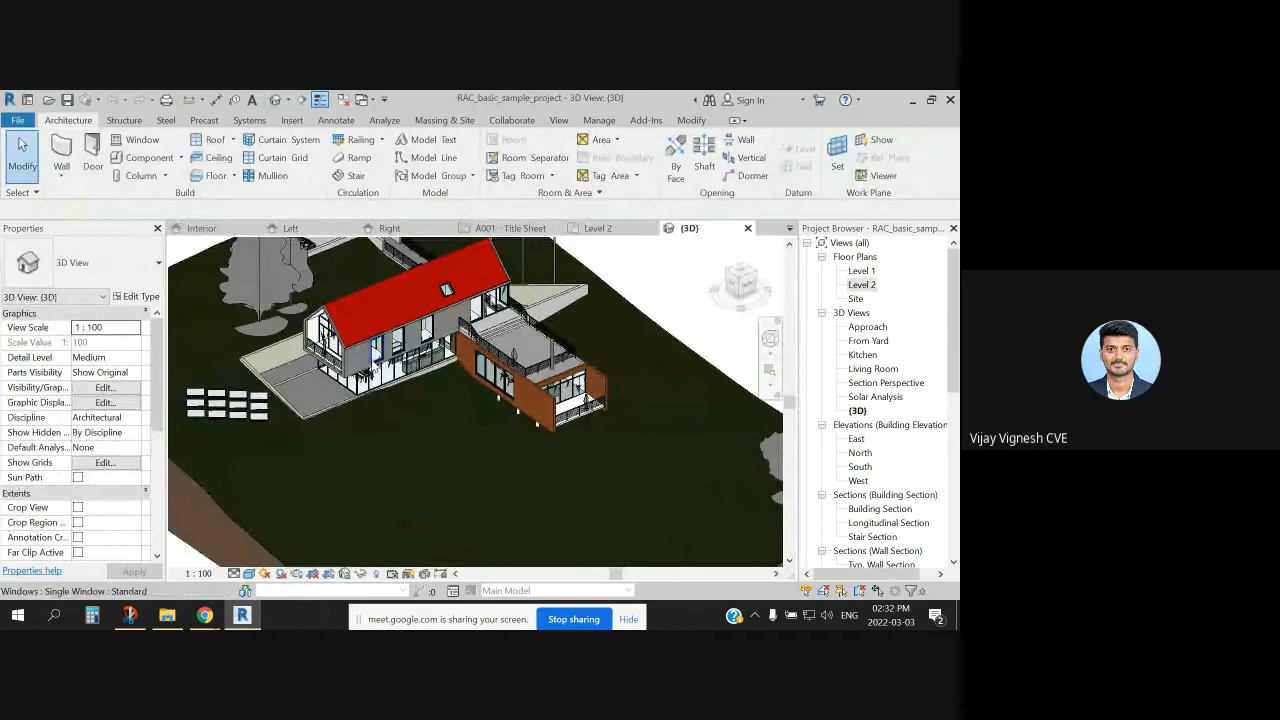 RAC_basic_sample_project - 3D View: {3D}
Sign In
File Architecture Structure Steel Precast Systems Insert Annotate Analyze Massing & Site Collaborate View Manage Add-Ins Modify
Modify Wall Door Window Roof Curtain System Railing Model Text Room Area By Face Shaft Wall Level Set Show
Component Ceiling Curtain Grid Ramp Model Line Room Separator Area Boundary Vertical Grid Ref Plane
Column Floor Mullion Stair Model Group Tag Room Tag Area Dormer Viewer
Select Build Circulation Model Room & Area Opening Datum Work Plane
Properties
Interior Left Right A001 - Title Sheet Level 2 {3D}
Project Browser - RAC_basic_samp...
3D View
3D View: {3D} Edit Type
Graphics
View Scale 1 : 100
Scale Value 1: 100
Detail Level Medium
Parts Visibility Show Original
Visibility/Grap... Edit...
Graphic Displa... Edit...
Discipline Architectural
Show Hidden ... By Discipline
Default Analys... None
Show Grids Edit...
Sun Path
Extents
Crop View
Crop Region ...
Annotation Cr...
Far Clip Active
Properties help Apply
Views (all)
Floor Plans
Level 1
Level 2
Site
3D Views
Approach
From Yard
Kitchen
Living Room
Section Perspective
Solar Analysis
{3D}
Elevations (Building Elevation
East
North
South
West
Sections (Building Section)
Building Section
Longitudinal Section
Stair Section
Sections (Wall Section)
Typ. Wall Section
1 : 100
Windows : Single Window : Standard
:0
Main Model
:0
meet.google.com is sharing your screen. Stop sharing Hide
ENG
02:32 PM
2022-03-03
2
Vijay Vignesh CVE